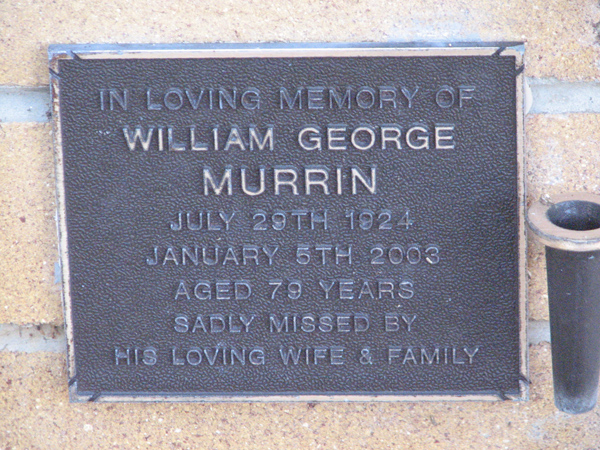 IN LOVING MEMORY OF
WILLIAM GEORGE
MURRIN
JULY 29TH 1924
JANUARY 5TH 2003
AGED 79 YEARS
SADLY MISSED BY
HIS LOVING WIFE & FAMILY